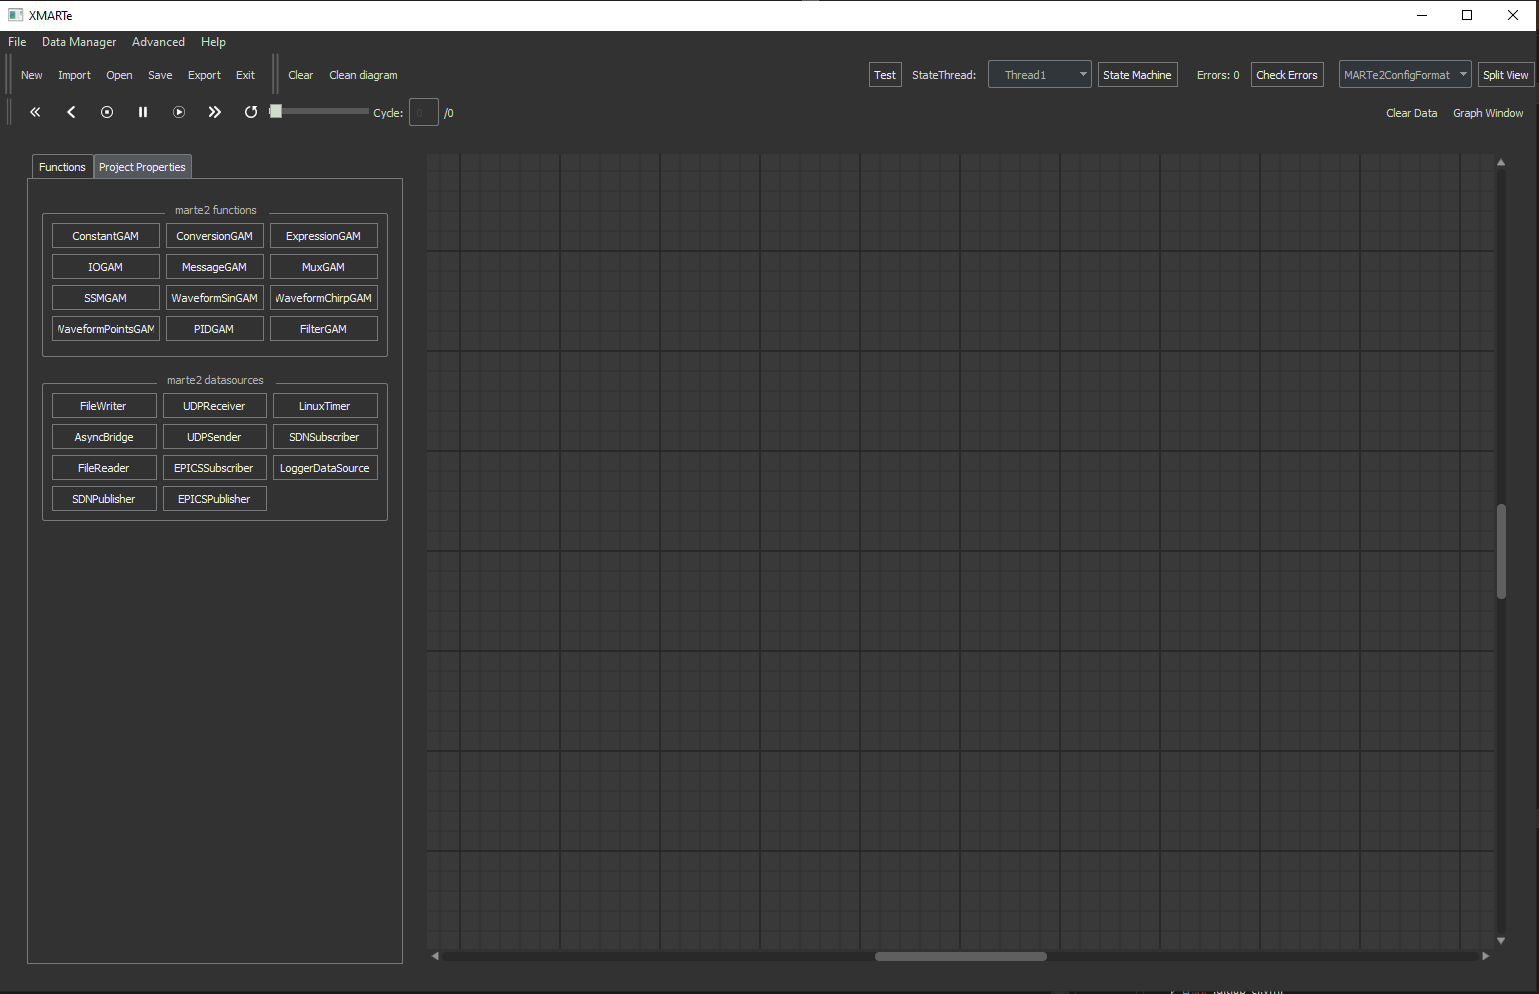 XMARTe
File Data Manager Advanced Help
New Import Open Save Export Exit Clear Clean diagram Test StateThread: Thread1 State Machine Errors: 0 Check Errors MARTe2ConfigFormat Split View
Cycle: 0 /0 Clear Data Graph Window
Functions Project Properties
marte2 functions
ConstantGAM ConversionGAM ExpressionGAM
IOGAM MessageGAM MuxGAM
SSMGAM WaveformSinGAM WaveformChirpGAM
WaveformPointsGAM PIDGAM FilterGAM
marte2 datasources
FileWriter UDPReceiver LinuxTimer
AsyncBridge UDPSender SDNSubscriber
FileReader EPICSSubscriber LoggerDataSource
SDNPublisher EPICSPublisher